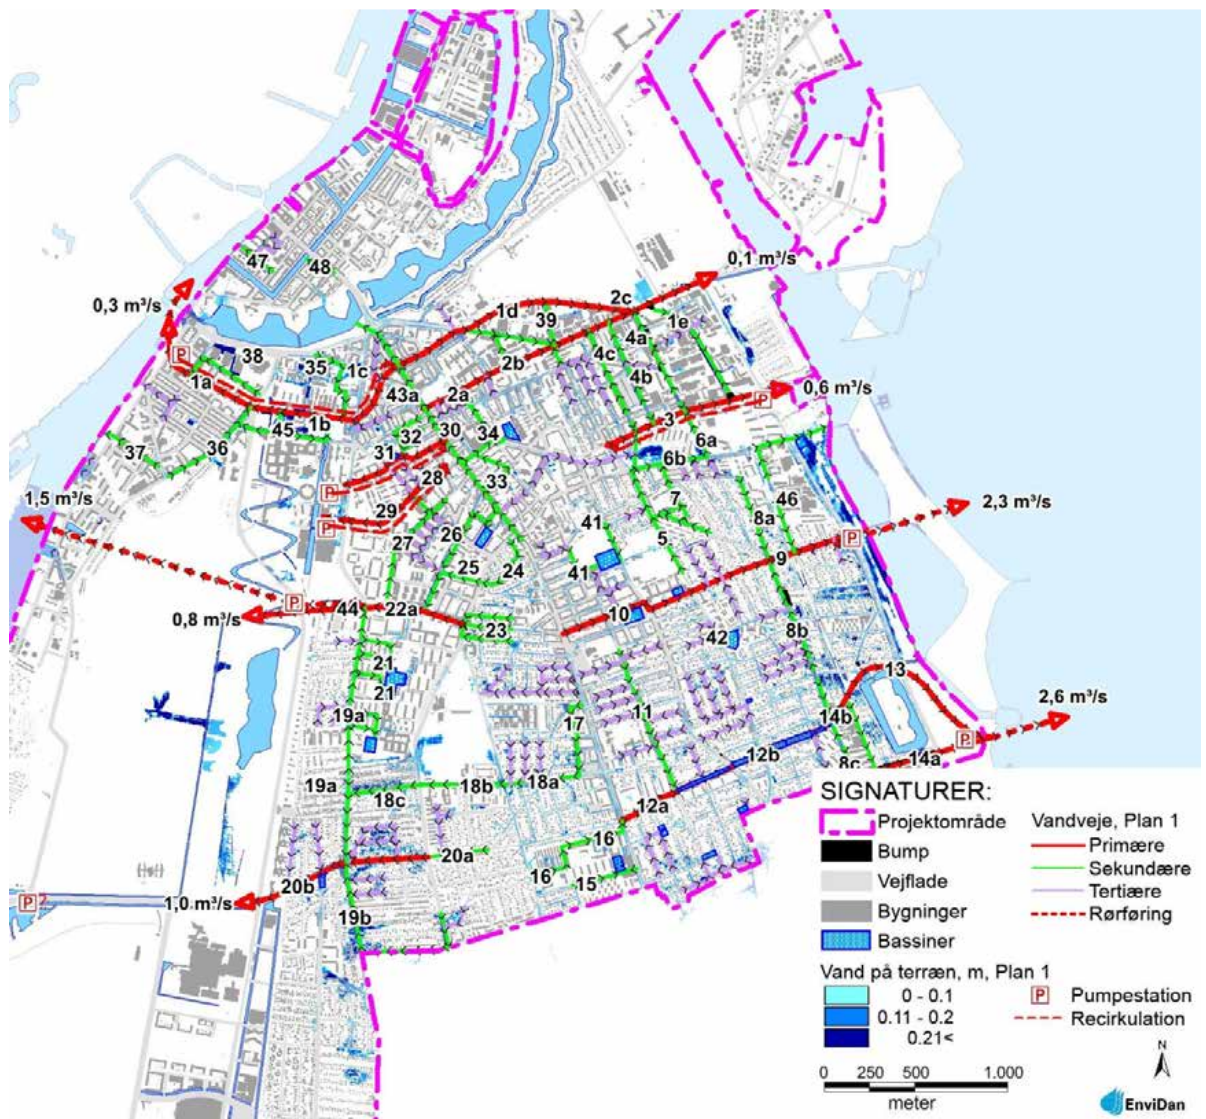 0,1 m³/s
47
48
0,3 m³/s
2c
1d
39
4a
1e
P
38
35
1c
2b
4c
1a
4b
0,6 m³/s
43a
2a
P
1b
3
45
32
30
34
37
36
31
6a
28
33
6b
1,5 m³/s
P
29
7
46
2,3 m³/s
P
27
26
41
8a
5
P
41
9
25
24
P
44
22a
10
0,8 m³/s
23
8b
42
21
13
21
2,6 m³/s
19a
17
11
14b
P
12b
8c
14a
19a
18c
18b
18a
12a
16
20a
16
15
20b
P
1,0 m³/s
19b
SIGNATURER:
Projektområde
Bump
Vejflade
Bygninger
Bassiner
Vandveje, Plan 1
Primære
Sekundære
Tertiære
Rørføring
Vand på terræn, m, Plan 1
0 - 0.1
0.11 - 0.2
0.21<
P Pumpestation
Recirkulation
N
0 250 500 1.000
meter
EnviDan